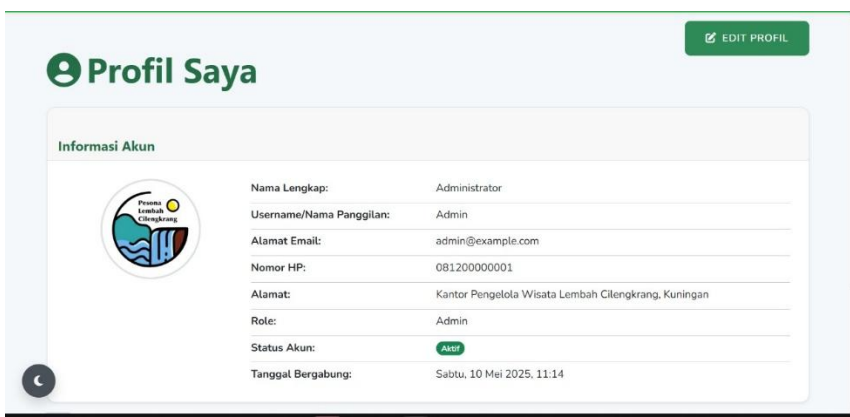 EDIT PROFIL
Profil Saya
Informasi Akun
Pesona
Lembah
Cilengkrang
Nama Lengkap: Administrator
Username/Nama Panggilan: Admin
Alamat Email: admin@example.com
Nomor HP: 081200000001
Alamat: Kantor Pengelola Wisata Lembah Cilengkrang, Kuningan
Role: Admin
Status Akun: Aktif
Tanggal Bergabung: Sabtu, 10 Mei 2025, 11:14